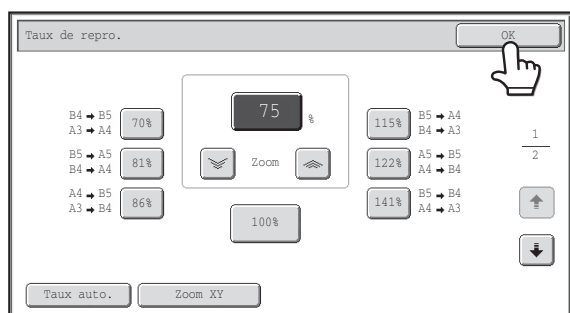 Taux de repro.
OK
B4 → B5
A3 → A4
70%
B5 → A5
B4 → A4
81%
A4 → B5
A3 → B4
86%
75 %
Zoom
100%
115%
B5 → A4
B4 → A3
122%
A5 → B5
A4 → B4
141%
B5 → B4
A4 → A3
1
2
Taux auto.
Zoom XY